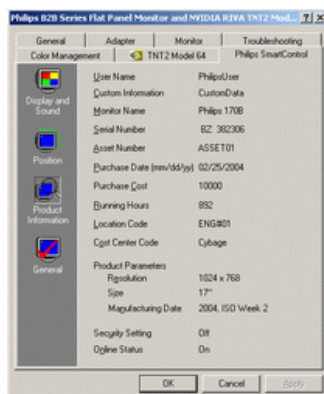 Philips B2B Series Flat Panel Monitor and NVIDIA RIVA TNT2 Mod... ? X
General Adapter Monitor Troubleshooting
Color Management TNT2 Model 64 Philips SmartControl
Display and Sound
Position
Product Information
General
User Name PhilipsUser
Custom Information CustomData
Monitor Name Philips 170B
Serial Number BZ 382306
Asset Number ASSET01
Purchase Date (mm/dd/yy) 02/25/2004
Purchase Cost 10000
Running Hours 892
Location Code ENG#01
Cost Center Code Cybage
Product Parameters
Resolution 1024 x 768
Size 17"
Manufacturing Date 2004, ISO Week 2
Security Setting Off
Online Status On
OK Cancel Apply